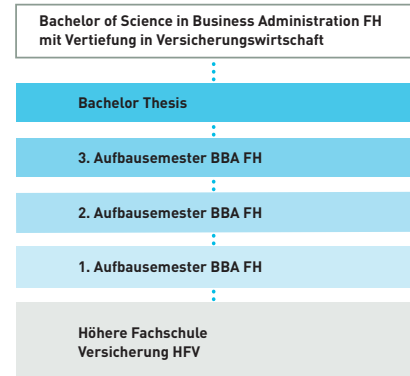 Bachelor of Science in Business Administration FH
mit Vertiefung in Versicherungswirtschaft
Bachelor Thesis
3. Aufbausemester BBA FH
2. Aufbausemester BBA FH
1. Aufbausemester BBA FH
Höhere Fachschule
Versicherung HFV